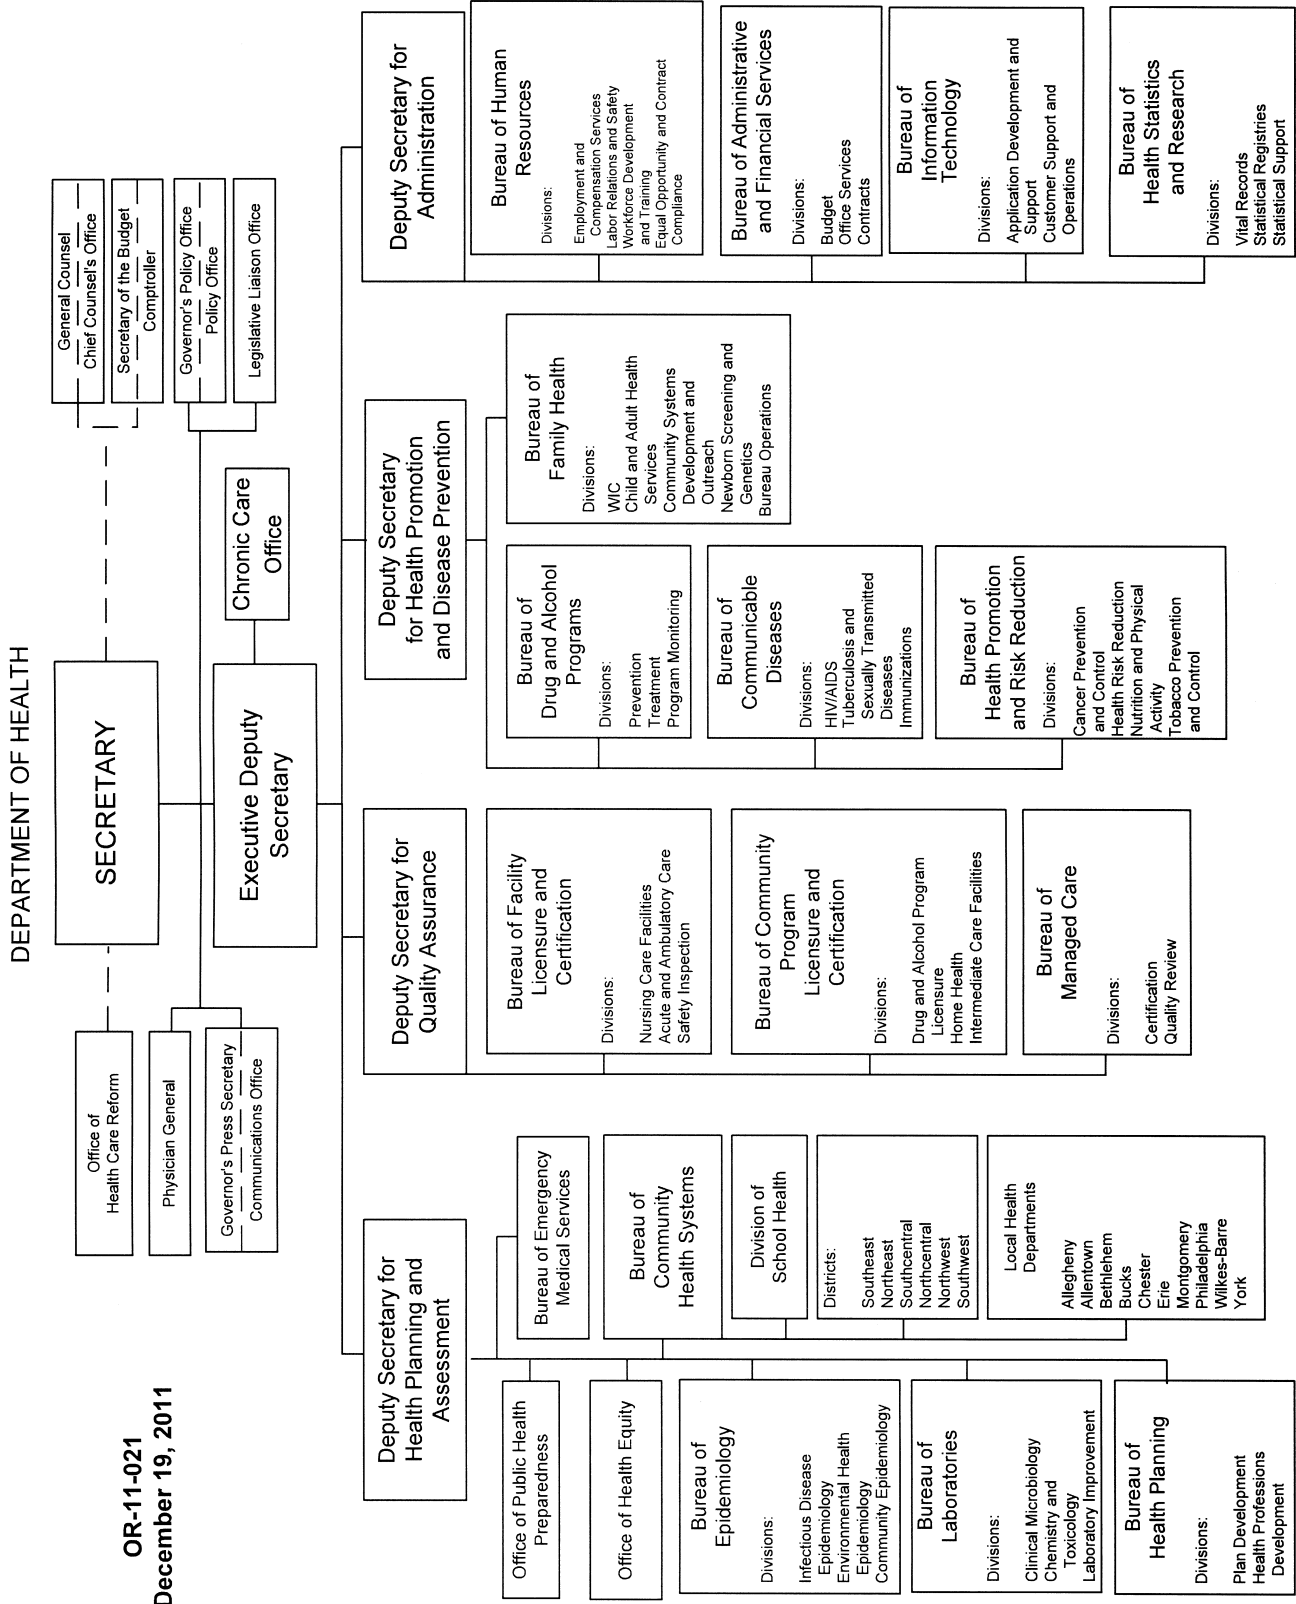 OR-11-021
December 19, 2011
DEPARTMENT OF HEALTH
SECRETARY
Office of
Health Care Reform
Physician General
Governor's Press Secretary
Communications Office
General Counsel
Chief Counsel's Office
Secretary of the Budget
Comptroller
Governor's Policy Office
Policy Office
Legislative Liaison Office
Executive Deputy
Secretary
Chronic Care
Office
Deputy Secretary for
Health Planning and
Assessment
Office of Public Health
Preparedness
Bureau of Emergency
Medical Services
Office of Health Equity
Bureau of
Community
Health Systems
Division of
School Health
Districts:
Southeast
Northeast
Southcentral
Northcentral
Northwest
Southwest
Local Health
Departments
Allegheny
Allentown
Bethlehem
Bucks
Chester
Erie
Montgomery
Philadelphia
Wilkes-Barre
York
Bureau of
Epidemiology
Divisions:
Infectious Disease
Epidemiology
Environmental Health
Epidemiology
Community Epidemiology
Bureau of
Laboratories
Divisions:
Clinical Microbiology
Chemistry and
Toxicology
Laboratory Improvement
Bureau of
Health Planning
Divisions:
Plan Development
Health Professions
Development
Deputy Secretary for
Quality Assurance
Bureau of Facility
Licensure and
Certification
Divisions:
Nursing Care Facilities
Acute and Ambulatory Care
Safety Inspection
Bureau of Community
Program
Licensure and
Certification
Divisions:
Drug and Alcohol Program
Licensure
Home Health
Intermediate Care Facilities
Bureau of
Managed Care
Divisions:
Certification
Quality Review
Deputy Secretary
for Health Promotion
and Disease Prevention
Bureau of
Drug and Alcohol
Programs
Divisions:
Prevention
Treatment
Program Monitoring
Bureau of
Family Health
Divisions:
WIC
Child and Adult Health
Services
Community Systems
Development and
Outreach
Newborn Screening and
Genetics
Bureau Operations
Bureau of
Communicable
Diseases
Divisions:
HIV/AIDS
Tuberculosis and
Sexually Transmitted
Diseases
Immunizations
Bureau of
Health Promotion
and Risk Reduction
Divisions:
Cancer Prevention
and Control
Health Risk Reduction
Nutrition and Physical
Activity
Tobacco Prevention
and Control
Deputy Secretary for
Administration
Bureau of Human
Resources
Divisions:
Employment and
Compensation Services
Labor Relations and Safety
Workforce Development
and Training
Equal Opportunity and Contract
Compliance
Bureau of Administrative
and Financial Services
Divisions:
Budget
Office Services
Contracts
Bureau of
Information
Technology
Divisions:
Application Development and
Support
Customer Support and
Operations
Bureau of
Health Statistics
and Research
Divisions:
Vital Records
Statistical Registries
Statistical Support